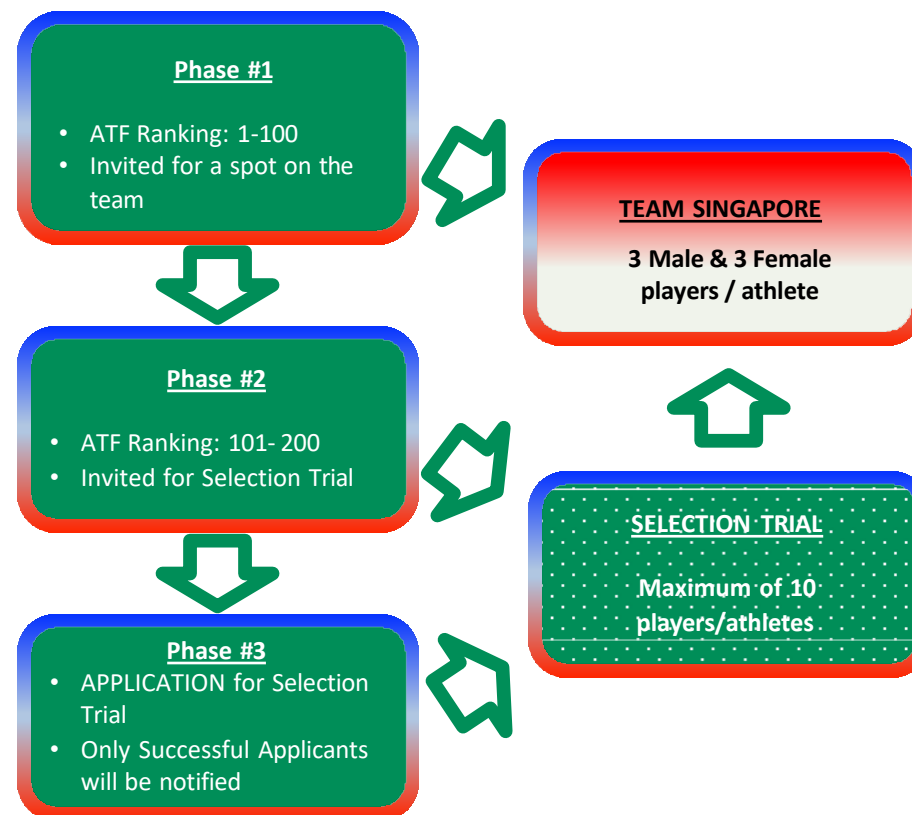 Phase #1
• ATF Ranking: 1-100
• Invited for a spot on the
team
Phase #2
• ATF Ranking: 101- 200
• Invited for Selection Trial
Phase #3
• APPLICATION for Selection
Trial
• Only Successful Applicants
will be notified
TEAM SINGAPORE
3 Male & 3 Female
players / athlete
SELECTION TRIAL
Maximum of 10
players/athletes